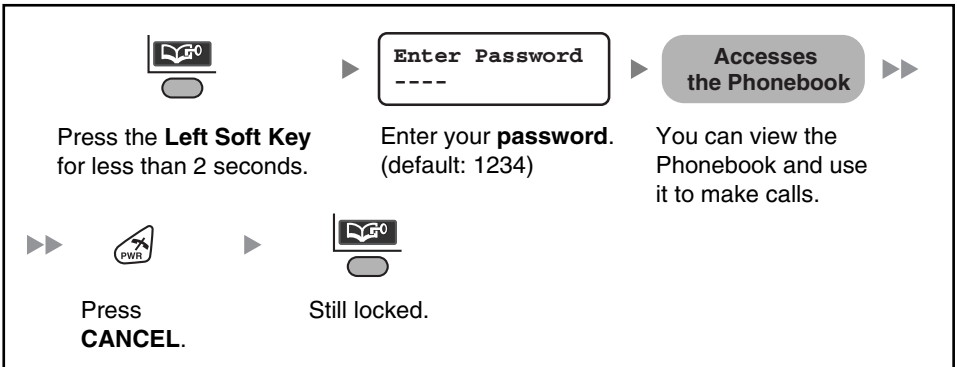 Enter Password
----
Accesses
the Phonebook
Press the Left Soft Key
for less than 2 seconds.
Enter your password.
(default: 1234)
You can view the
Phonebook and use
it to make calls.
PWR
Press
CANCEL.
Still locked.